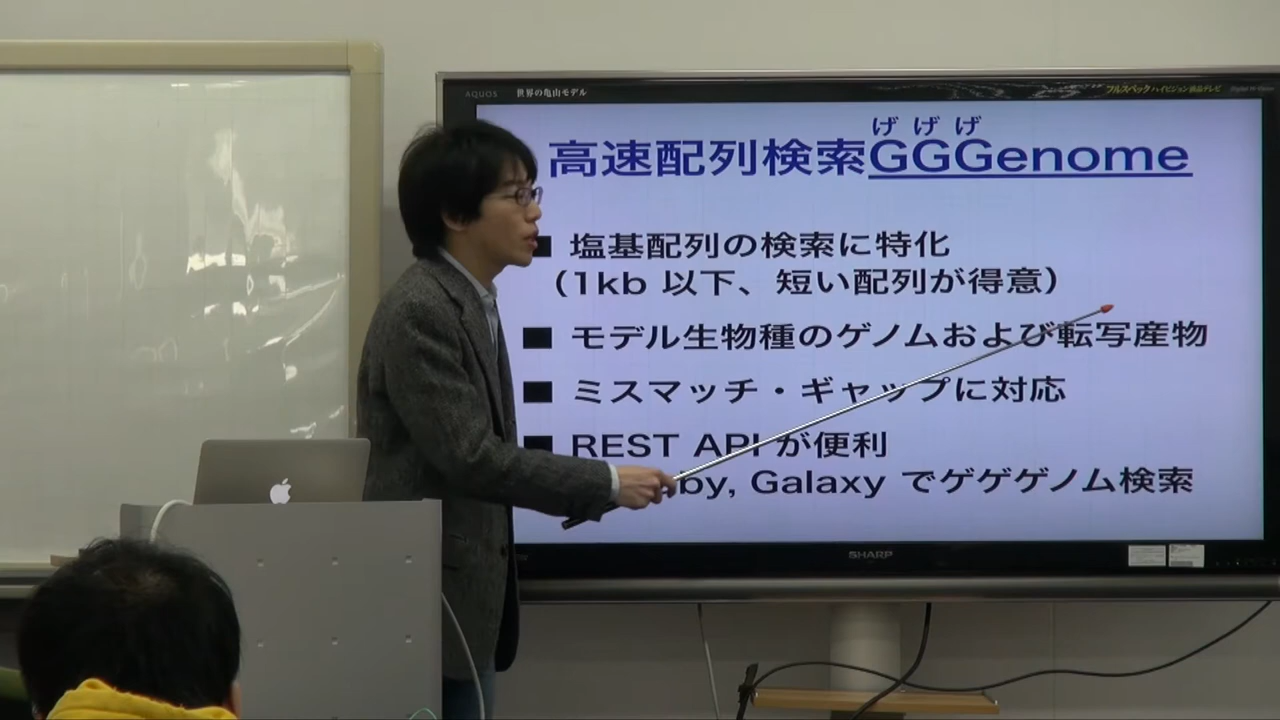 AQUOS 世界の亀山モデル フルスペックハイビジョン液晶テレビ
げげげ
高速配列検索GGGenome
■ 塩基配列の検索に特化
（1kb 以下、短い配列が得意）
■ モデル生物種のゲノムおよび転写産物
■ ミスマッチ・ギャップに対応
■ REST API が便利
by, Galaxy でゲゲゲノム検索
SHARP